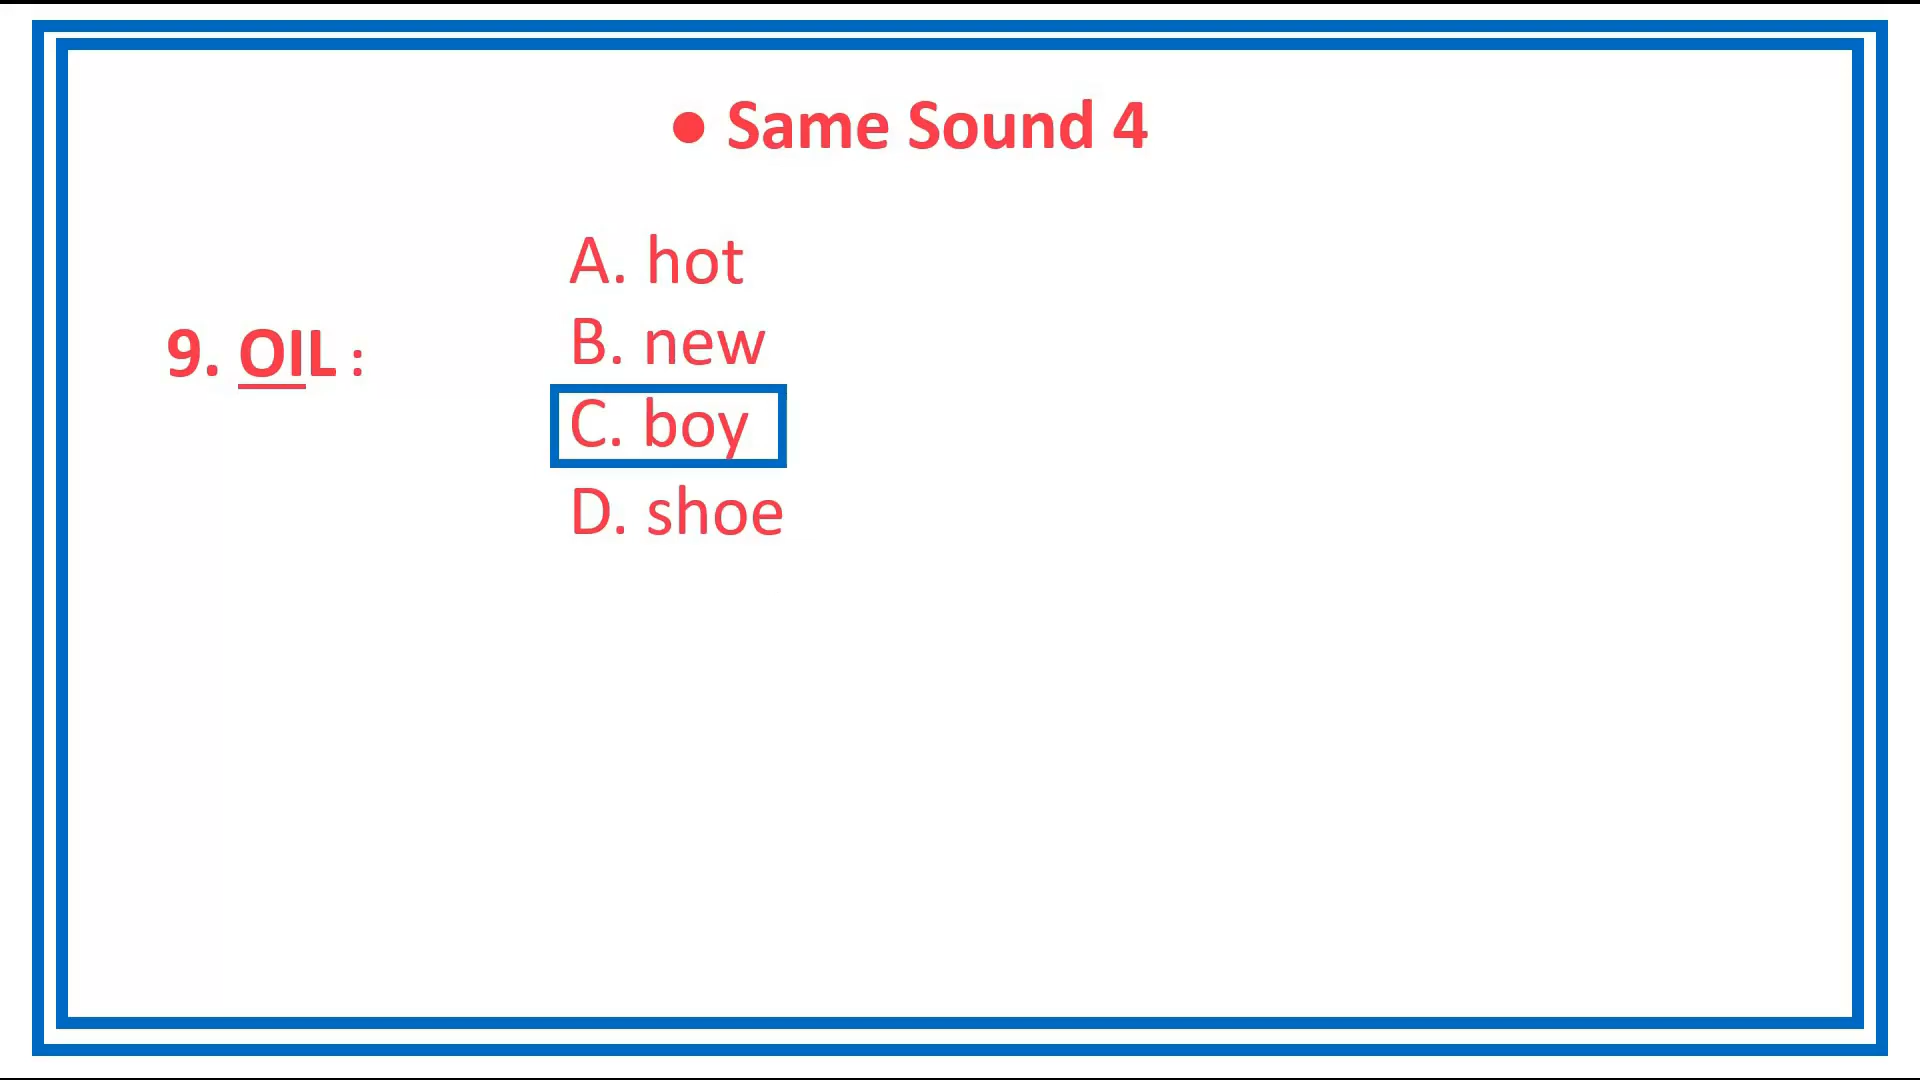 ● Same Sound 4
A. hot
B. new
9. OIL :
C. boy
D. shoe